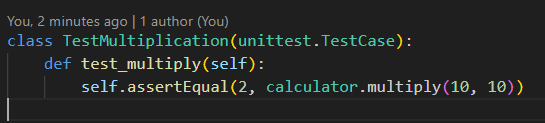 You, 2 minutes ago | 1 author (You)
class TestMultiplication(unittest.TestCase):
    def test_multiply(self):
        self.assertEqual(2, calculator.multiply(10, 10))